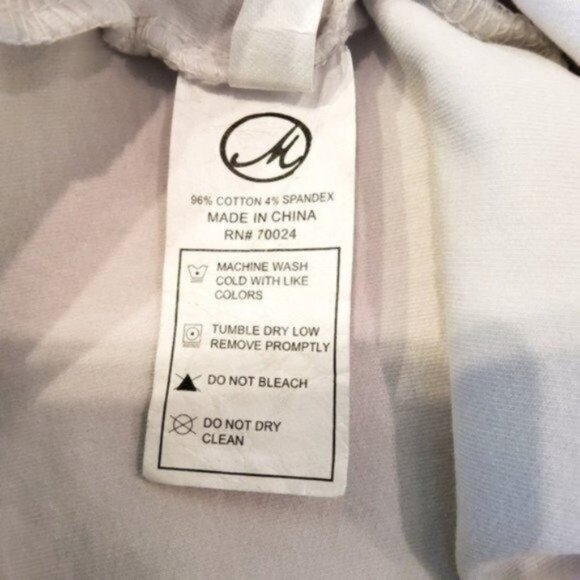 M
96% COTTON 4% SPANDEX
MADE IN CHINA
RN# 70024
MACHINE WASH
COLD WITH LIKE
COLORS
TUMBLE DRY LOW
REMOVE PROMPTLY
DO NOT BLEACH
DO NOT DRY
CLEAN